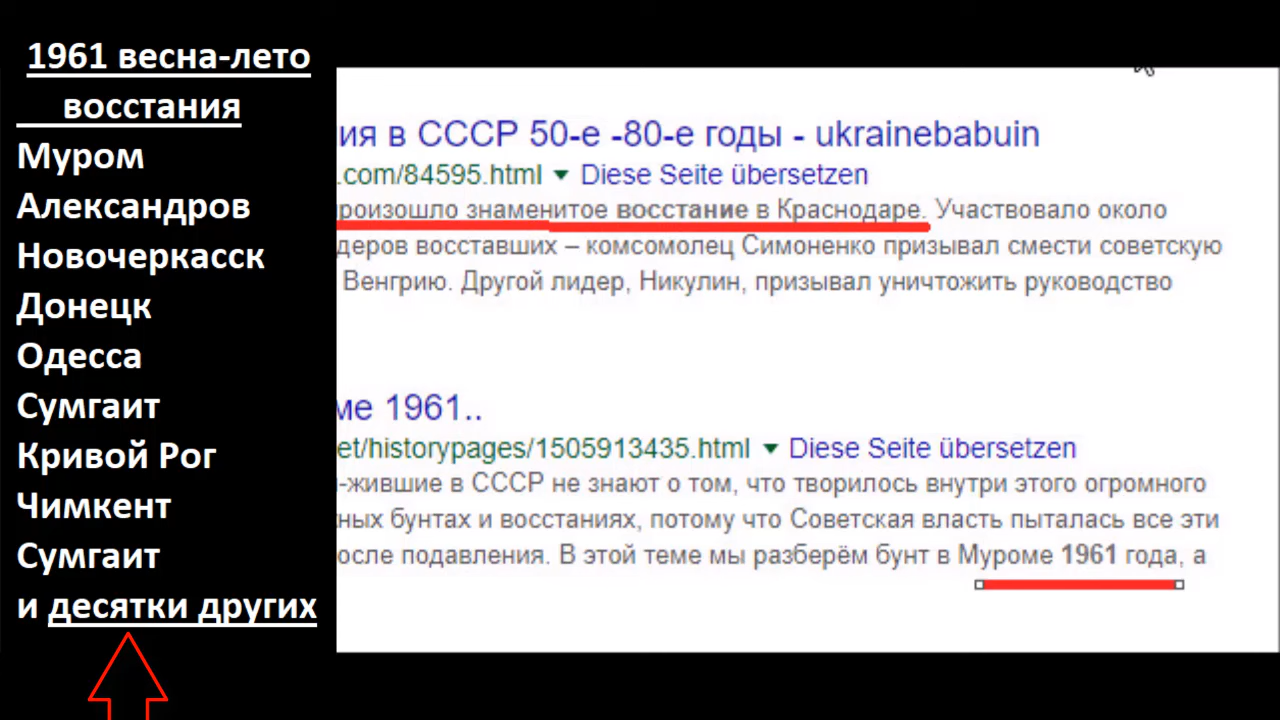 1961 весна-лето
восстания
Муром
Александров
Новочеркасск
Донецк
Одесса
Сумгаит
Кривой Рог
Чимкент
Сумгаит
и десятки других
ия в СССР 50-е -80-е годы - ukrainebabuin
.com/84595.html ▼ Diese Seite übersetzen
произошло знаменитое восстание в Краснодаре. Участвовало около
деров восставших – комсомолец Симоненко призывал смести советскую
Венгрию. Другой лидер, Никулин, призывал уничтожить руководство
ме 1961..
et/historypages/1505913435.html ▼ Diese Seite übersetzen
-жившие в СССР не знают о том, что творилось внутри этого огромного
ных бунтах и восстаниях, потому что Советская власть пыталась все эти
осле подавления. В этой теме мы разберём бунт в Муроме 1961 года, а